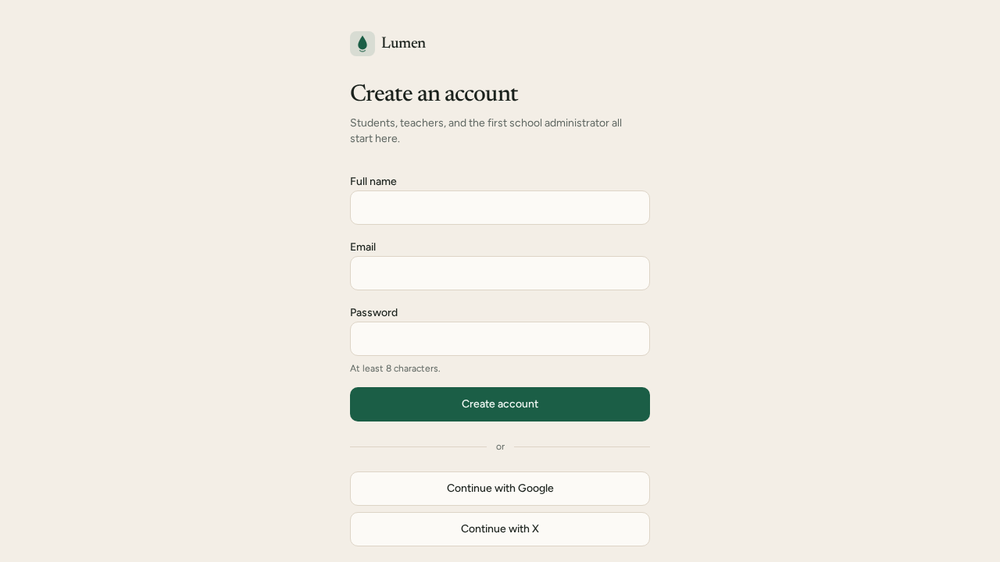 Lumen
Create an account
Students, teachers, and the first school administrator all
start here.
Full name
Email
Password
At least 8 characters.
Create account
or
Continue with Google
Continue with X